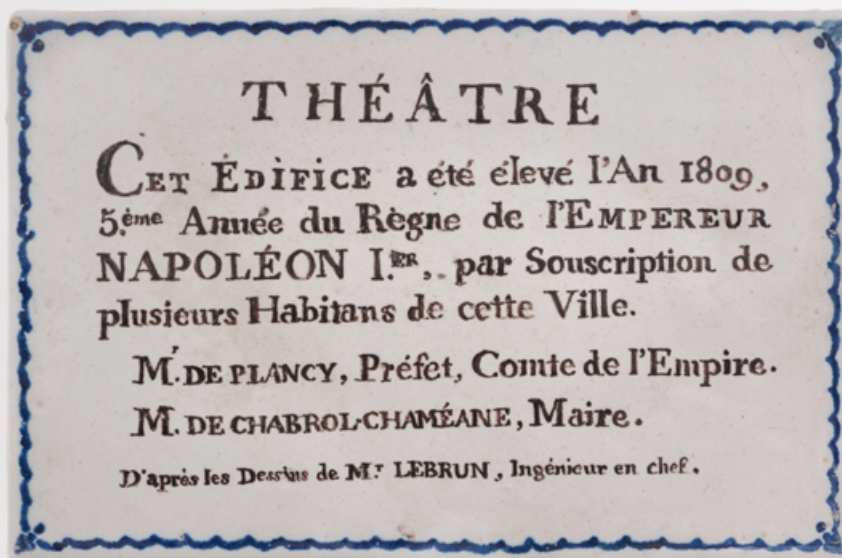 THÉÂTRE
CET ÉDIFICE a été élevé l'An 1809,
5.ème Année du Règne de l'EMPEREUR
NAPOLÉON I.ER, par Souscription de
plusieurs Habitans de cette Ville.
Mr. DE PLANCY, Préfet, Comte de l'Empire.
M. DE CHABROL-CHAMÉANE, Maire.
D'après les Dessins de Mr LEBRUN, Ingénieur en chef.